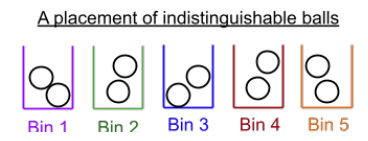 A placement of indistinguishable balls
Bin 1 Bin 2 Bin 3 Bin 4 Bin 5